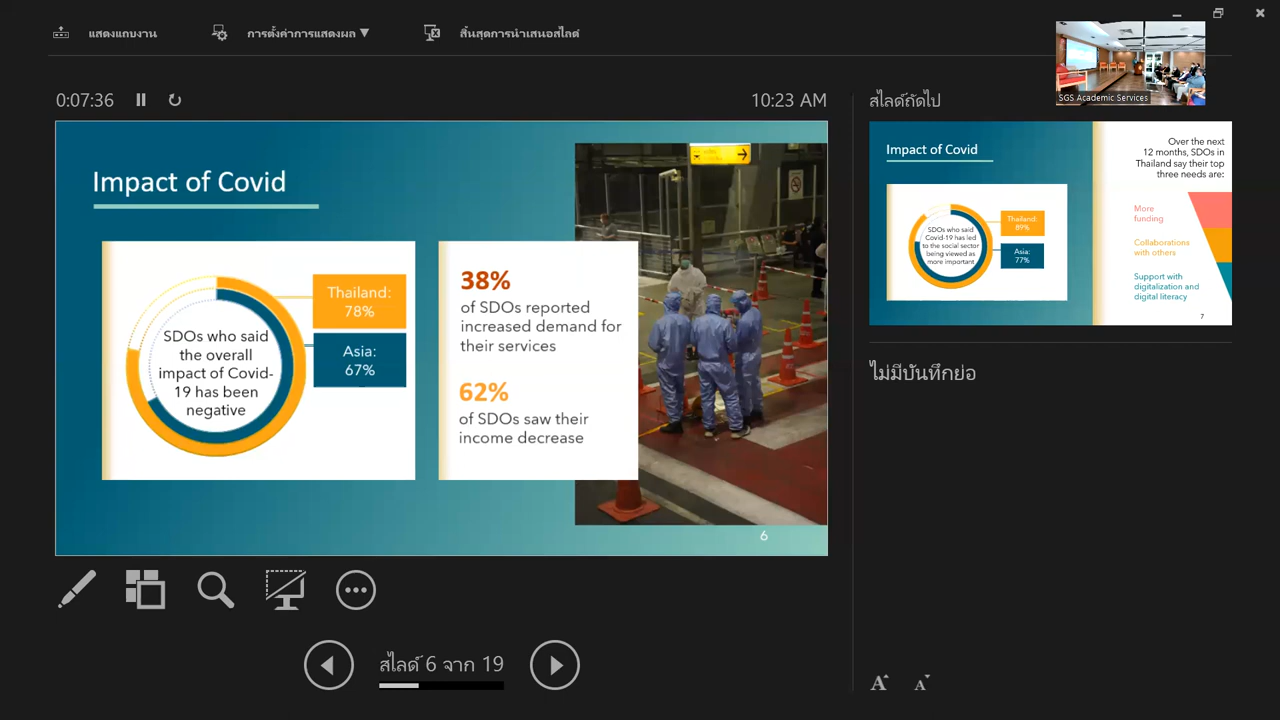 แสดงแถบงาน
การตั้งค่าการแสดงผล ▼
สิ้นสุดการนำเสนอสไลด์
SGS Academic Services
0:07:36
10:23 AM
Impact of Covid
SDOs who said
the overall
impact of Covid-
19 has been
negative
Thailand:
78%
Asia:
67%
38%
of SDOs reported
increased demand for
their services
62%
of SDOs saw their
income decrease
6
สไลด์ 6 จาก 19
สไลด์ถัดไป
Impact of Covid
SDOs who said
Covid-19 has led
to the social sector
being viewed as
more important
Thailand:
89%
Asia:
77%
Over the next
12 months, SDOs in
Thailand say their top
three needs are:
More
funding
Collaborations
with others
Support with
digitalization and
digital literacy
7
ไม่มีบันทึกย่อ
A
A